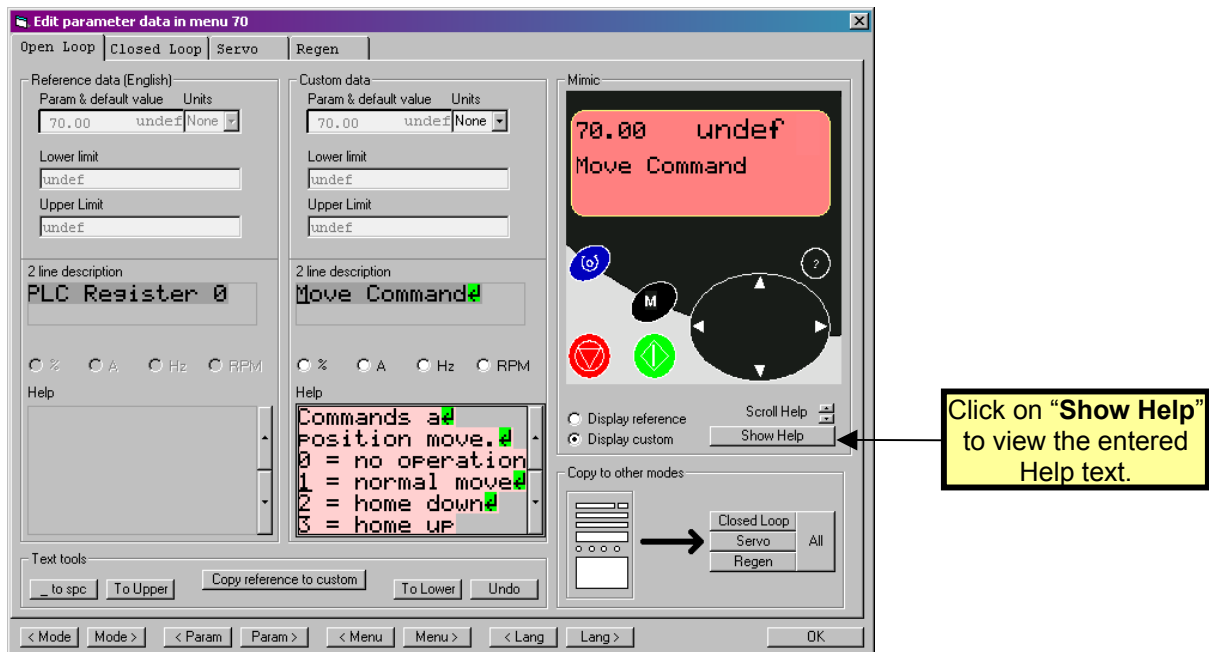 Edit parameter data in menu 70
Open Loop Closed Loop Servo Regen
Reference data (English)
Param & default value Units
70.00 undef None
Lower limit
undef
Upper Limit
undef
2 line description
PLC Register 0
% A Hz RPM
Help
Custom data
Param & default value Units
70.00 undef None
Lower limit
undef
Upper Limit
undef
2 line description
Move Command
% A Hz RPM
Help
Commands a
position move.
0 = no operation
1 = normal move
2 = home down
3 = home up
Mimic
70.00 undef
Move Command
?
M
Display reference
Display custom
Scroll Help
Show Help
Click on “Show Help”
to view the entered
Help text.
Copy to other modes
Closed Loop
Servo
Regen
All
Text tools
_ to spc To Upper Copy reference to custom To Lower Undo
< Mode Mode > < Param Param > < Menu Menu > < Lang Lang > OK